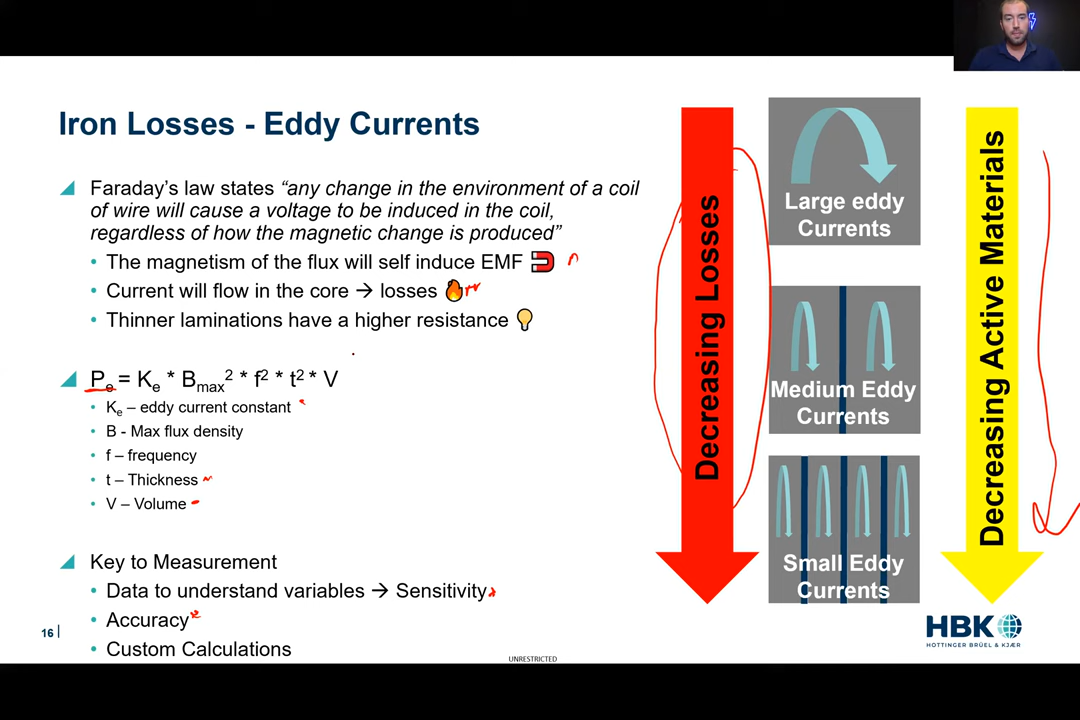 Iron Losses - Eddy Currents
Faraday’s law states “any change in the environment of a coil
of wire will cause a voltage to be induced in the coil,
regardless of how the magnetic change is produced”
• The magnetism of the flux will self induce EMF
• Current will flow in the core → losses
• Thinner laminations have a higher resistance
Pe = Ke * Bmax² * f² * t² * V
• Ke – eddy current constant
• B - Max flux density
• f – frequency
• t – Thickness
• V – Volume
Key to Measurement
• Data to understand variables → Sensitivity
• Accuracy
• Custom Calculations
16
Decreasing Losses
Large eddy
Currents
Medium Eddy
Currents
Small Eddy
Currents
Decreasing Active Materials
HBK
HOTTINGER BRÜEL & KJÆR
UNRESTRICTED